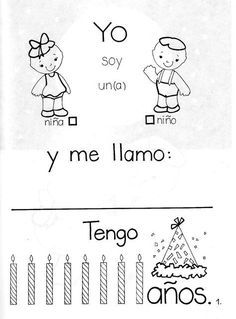 Yo
soy
un(a)
niña niño
y me llamo:
Tengo
años. 1.